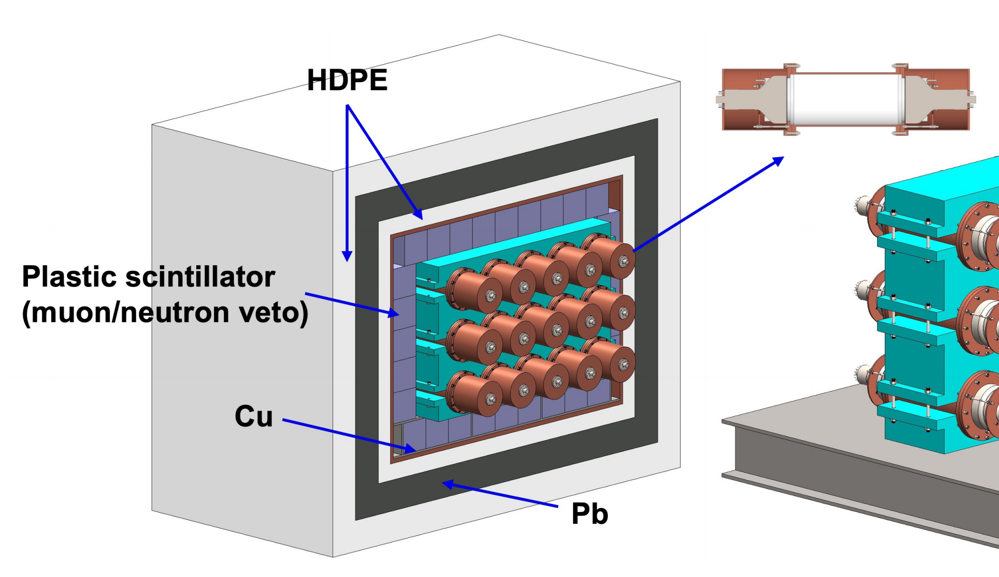 HDPE
Plastic scintillator
(muon/neutron veto)
Cu
Pb